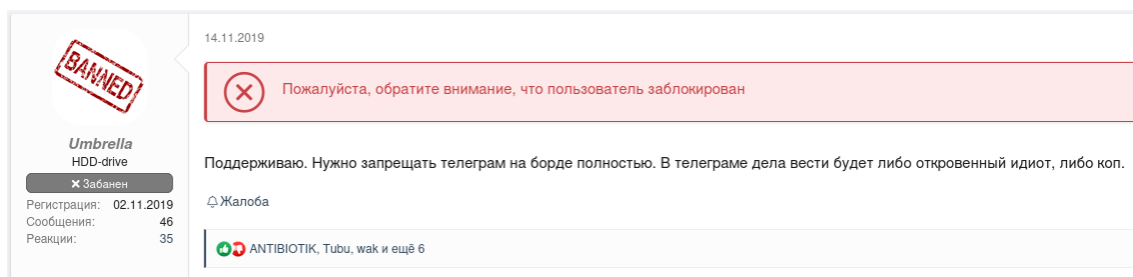 14.11.2019
BANNED
Пожалуйста, обратите внимание, что пользователь заблокирован
Umbrella
HDD-drive
Забанен
Регистрация: 02.11.2019
Сообщения: 46
Реакции: 35
Поддерживаю. Нужно запрещать телеграм на борде полностью. В телеграме дела вести будет либо откровенный идиот, либо коп.
Жалоба
ANTIBIOTIK, Tubu, wak и ещё 6